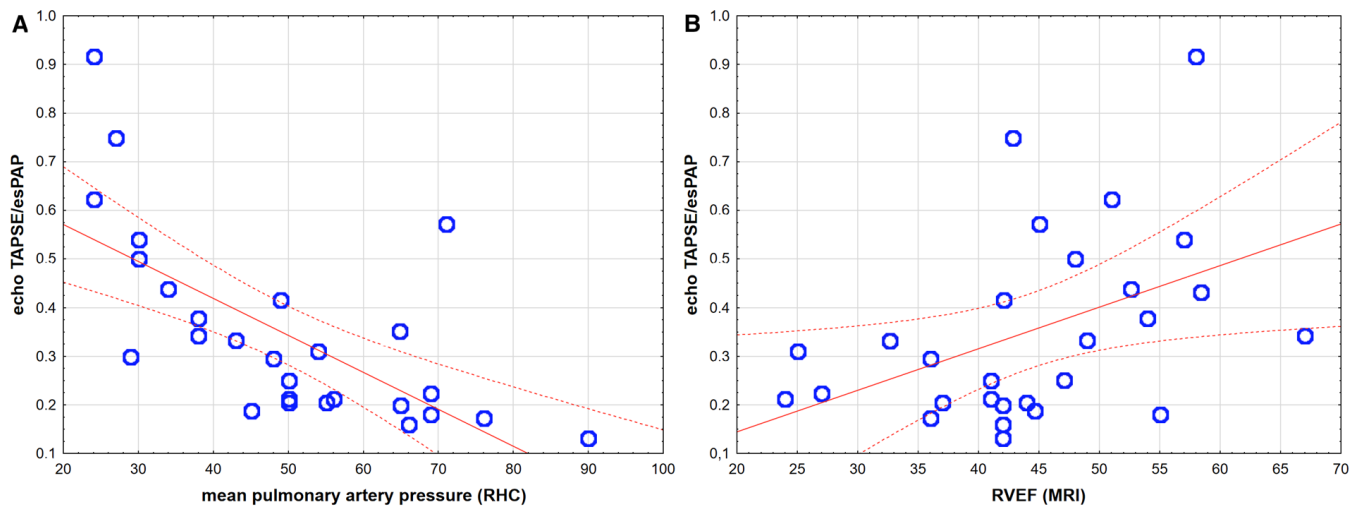 A
1.0
0.9
0.8
0.7
0.6
0.5
0.4
0.3
0.2
0.1
echo TAPSE/esPAP
20 30 40 50 60 70 80 90 100
mean pulmonary artery pressure (RHC)
B
1.0
0.9
0.8
0.7
0.6
0.5
0.4
0.3
0.2
0,1
echo TAPSE/esPAP
20 25 30 35 40 45 50 55 60 65 70
RVEF (MRI)